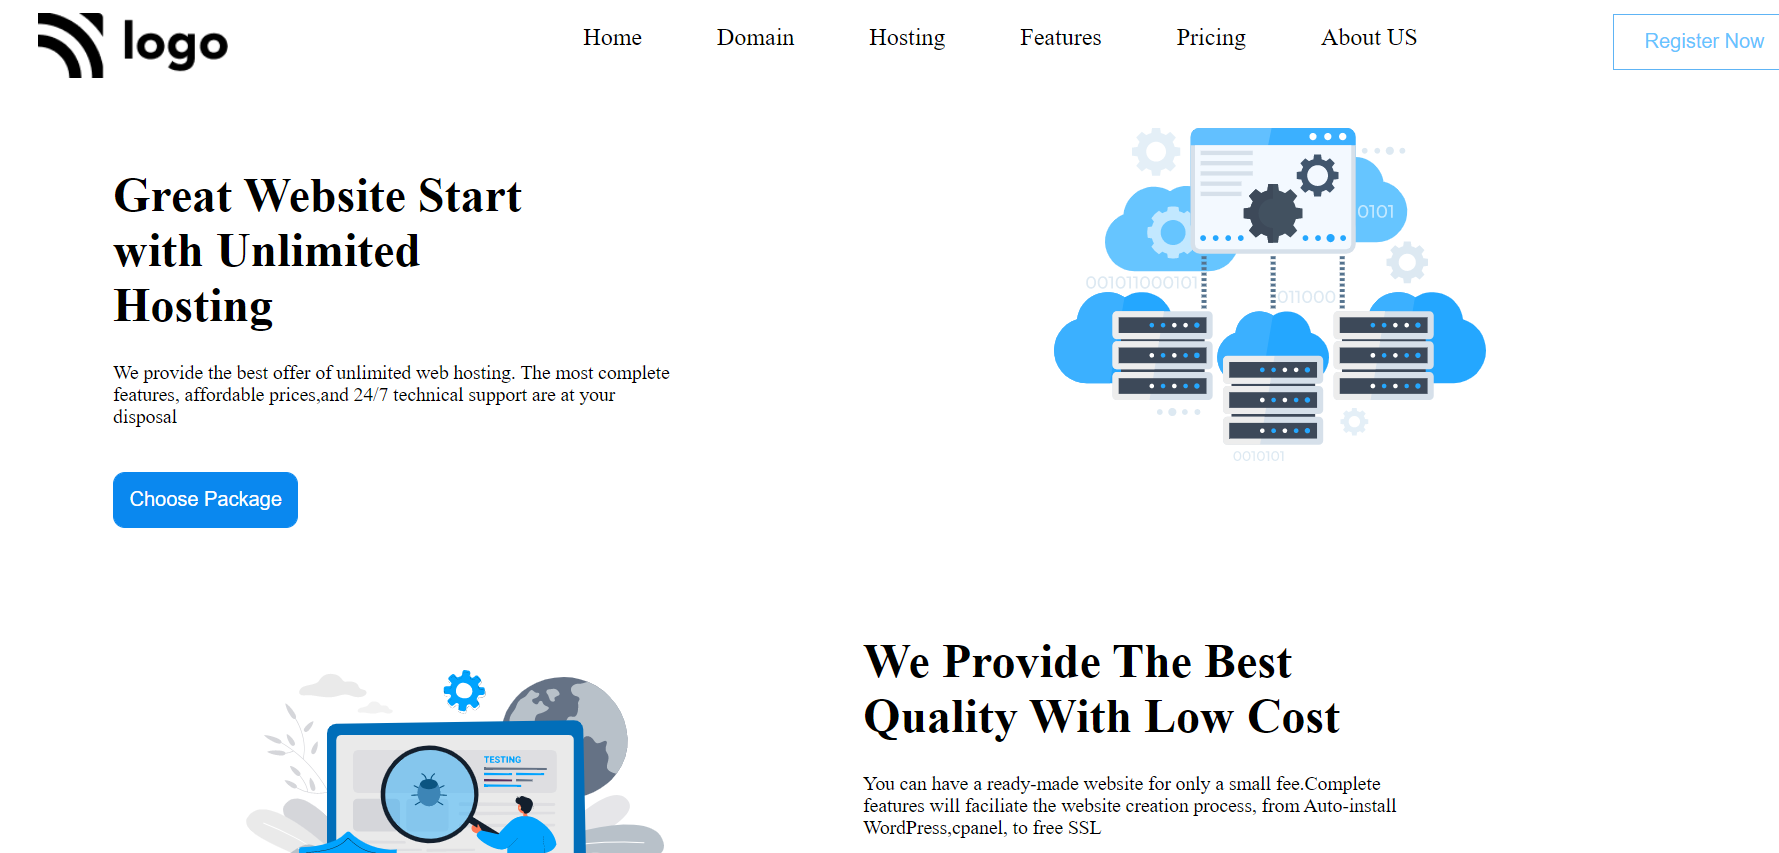 logo
Home
Domain
Hosting
Features
Pricing
About US
Register Now
Great Website Start
with Unlimited
Hosting
We provide the best offer of unlimited web hosting. The most complete
features, affordable prices,and 24/7 technical support are at your
disposal
Choose Package
0101
001011000101
011000
0010101
We Provide The Best
Quality With Low Cost
TESTING
You can have a ready-made website for only a small fee.Complete
features will faciliate the website creation process, from Auto-install
WordPress,cpanel, to free SSL